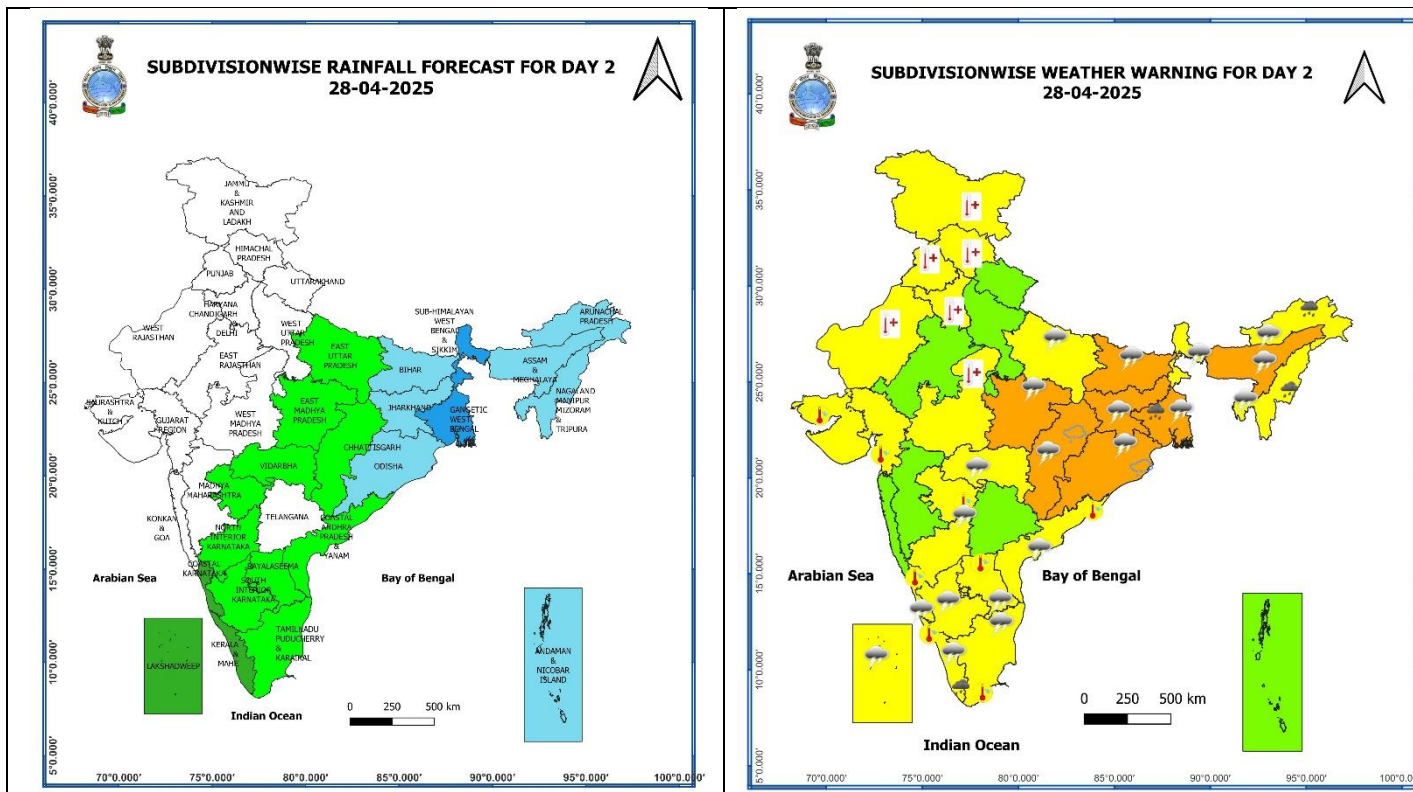 SUBDIVISIONWISE RAINFALL FORECAST FOR DAY 2
28-04-2025
40°0.000'
35°0.000'
30°0.000'
25°0.000'
20°0.000'
15°0.000'
10°0.000'
5°0.000'
JAMMU
&
KASHMIR
AND
LADAKH
HIMACHAL
PRADESH
PUNJAB
UTTARAKHAND
HARYANA
CHANDIGARH
&
DELHI
WEST
RAJASTHAN
WEST
UTTAR
PRADESH
EAST
RAJASTHAN
EAST
UTTAR
PRADESH
SUB-HIMALAYAN
WEST
BENGAL
&
SIKKIM
ARUNACHAL
PRADESH
ASSAM
&
MEGHALAYA
NAGALAND
MANIPUR
MIZORAM
&
TRIPURA
BIHAR
JHARKHAND
GANGETIC
WEST
BENGAL
SAURASHTRA
&
KUTCH
GUJARAT
REGION
WEST
MADHYA
PRADESH
EAST
MADHYA
PRADESH
CHHATTISGARH
ODISHA
VIDARBHA
MADHYA
MAHARASHTRA
TELANGANA
KONKAN
&
GOA
NORTH
INTERIOR
KARNATAKA
COASTAL
ANDHRA
PRADESH
&
YANAM
COASTAL
KARNATAKA
RAYALASEEMA
SOUTH
INTERIOR
KARNATAKA
Arabian Sea
Bay of Bengal
TAMILNADU
PUDUCHERRY
&
KARAIKAL
KERALA
&
MAHE
LAKSHADWEEP
ANDAMAN
&
NICOBAR
ISLAND
Indian Ocean
0 250 500 km
70°0.000' 75°0.000' 80°0.000' 85°0.000' 90°0.000' 95°0.000' 100°0.000'
SUBDIVISIONWISE WEATHER WARNING FOR DAY 2
28-04-2025
40°0.000'
35°0.000'
30°0.000'
25°0.000'
20°0.000'
15°0.000'
10°0.000'
5°0.000'
Arabian Sea
Bay of Bengal
Indian Ocean
0 250 500 km
70°0.000' 75°0.000' 80°0.000' 85°0.000' 90°0.000' 95°0.000' 100°0.000'